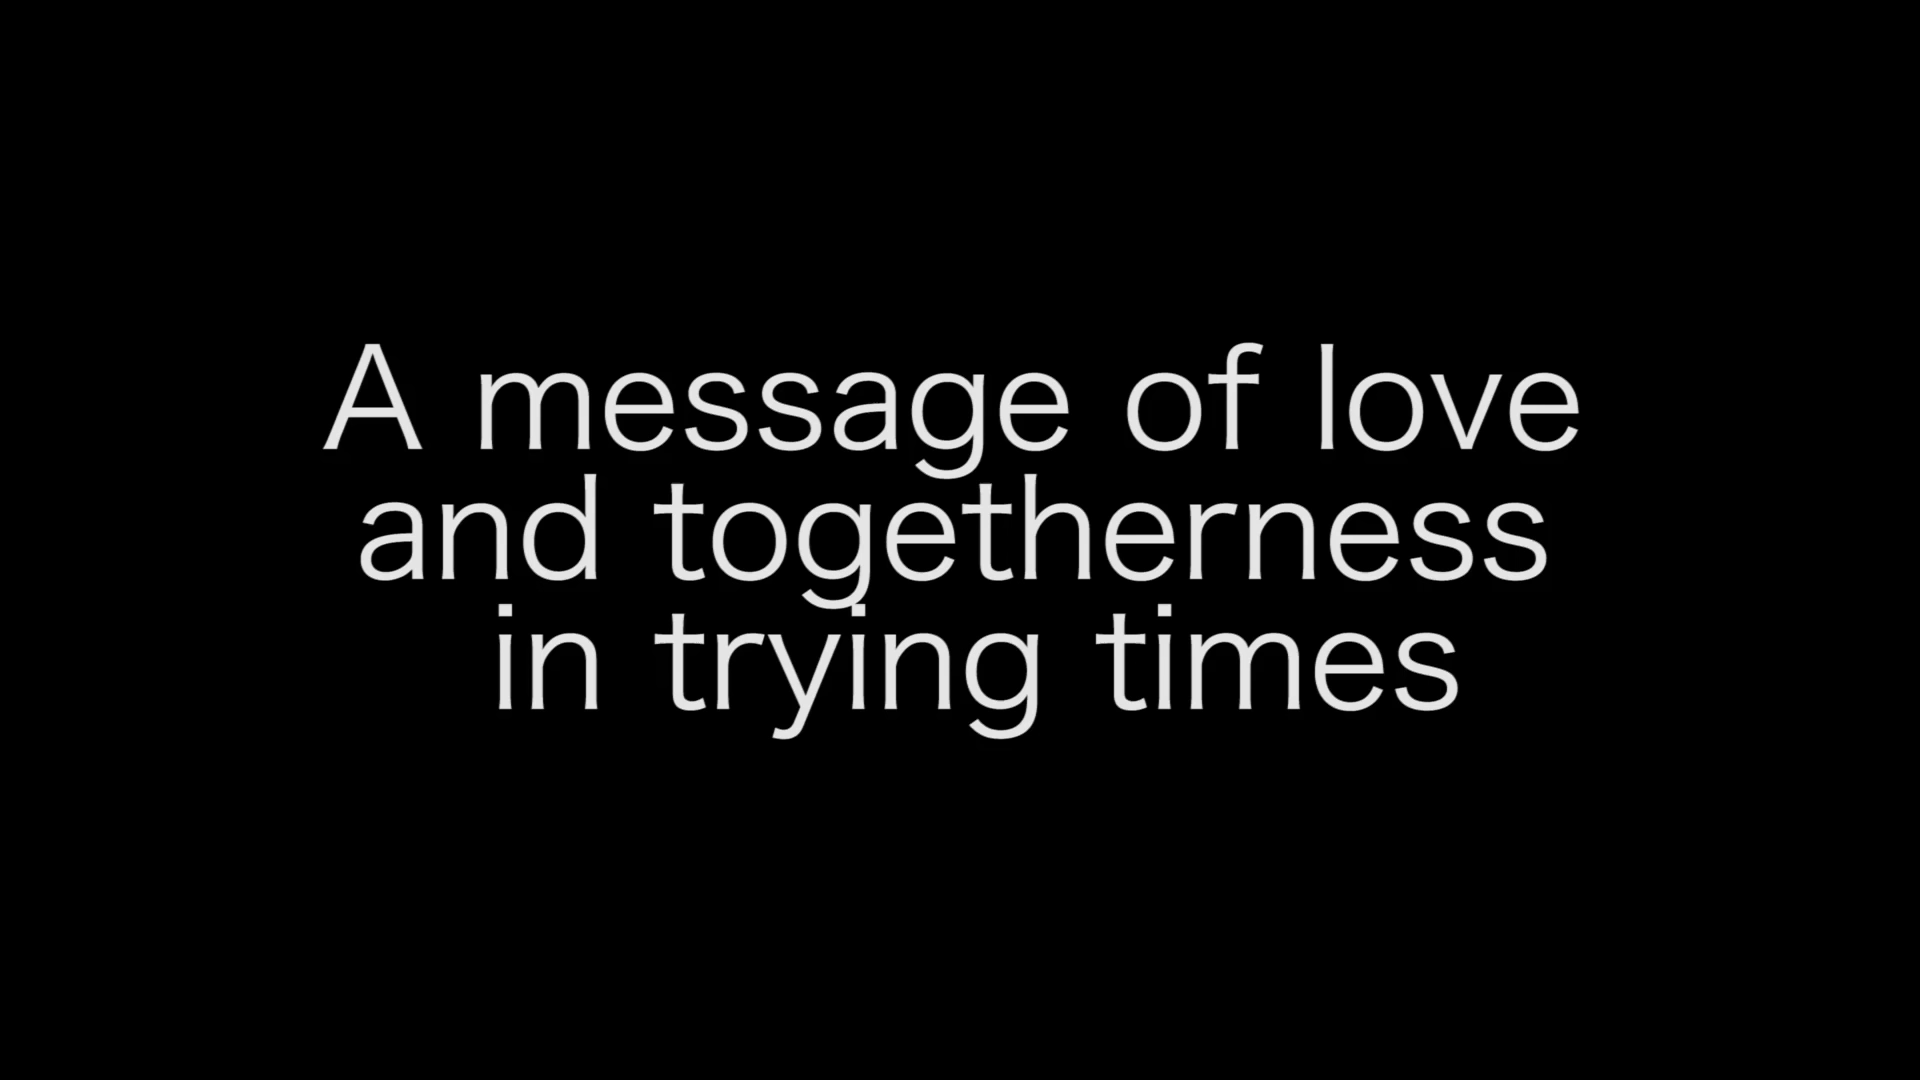 A message of love
and togetherness
in trying times